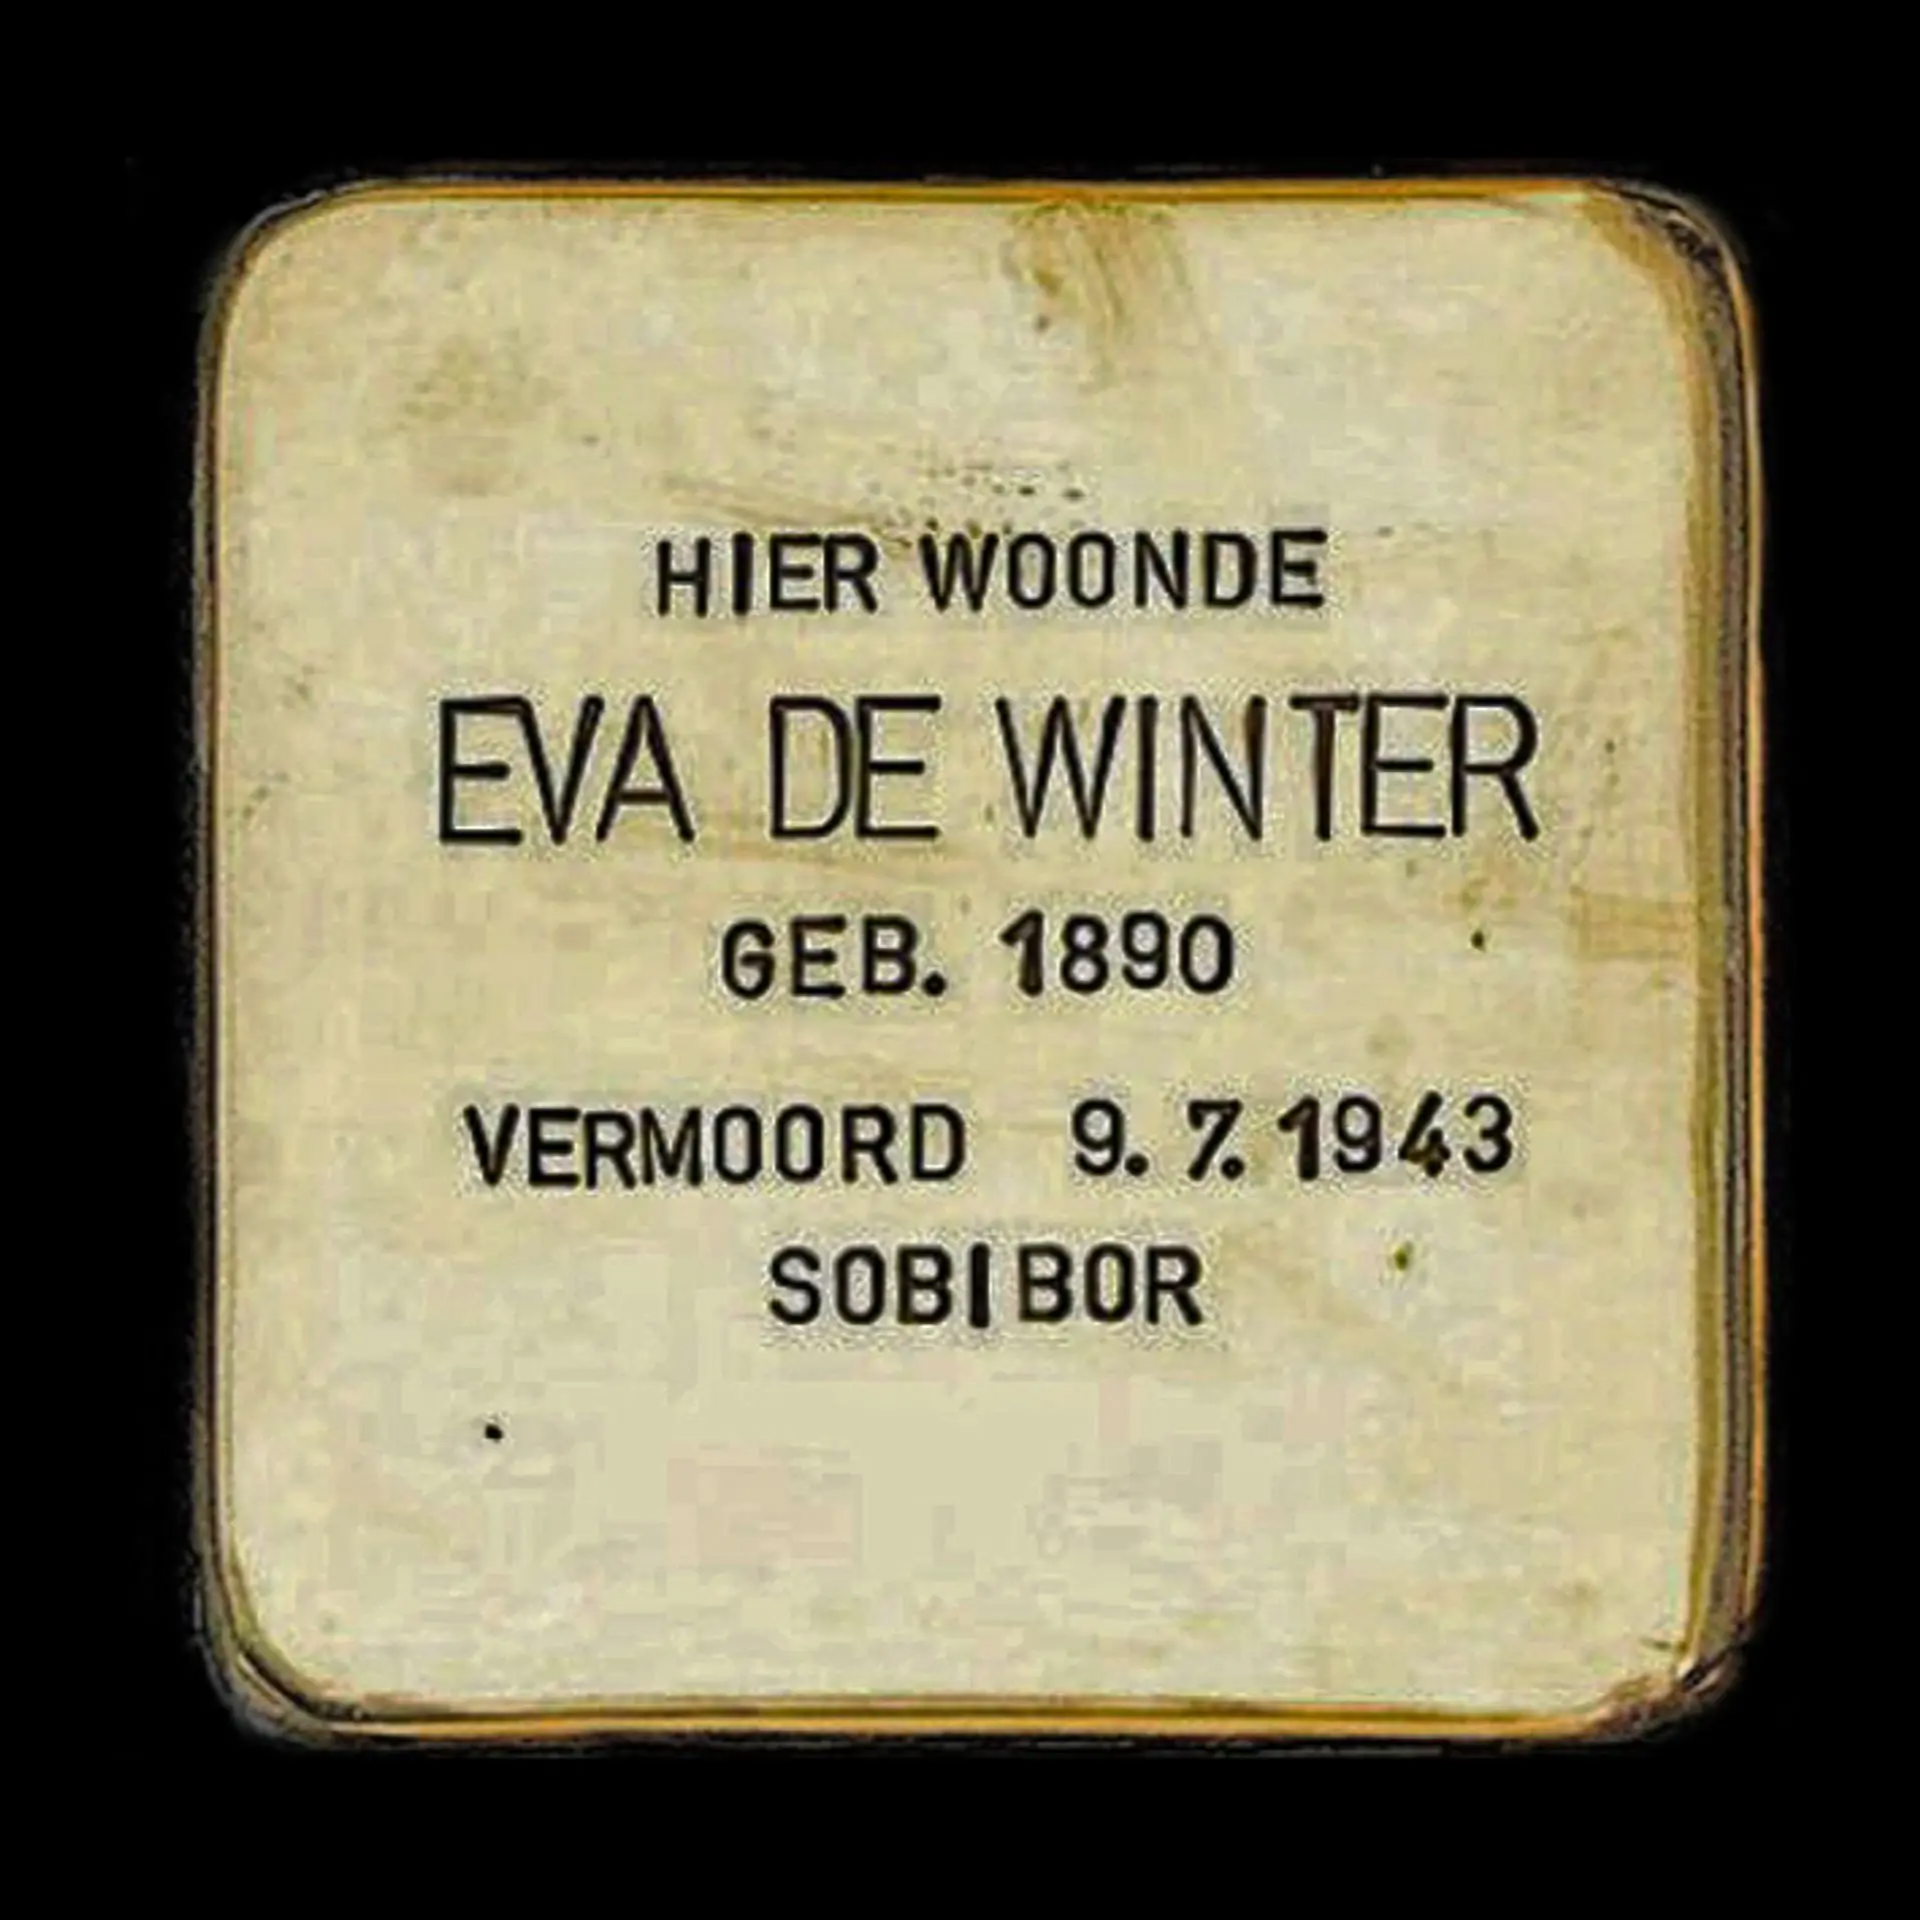 HIER WOONDE
EVA DE WINTER
GEB. 1890
VERMOORD 9.7.1943
SOBIBOR